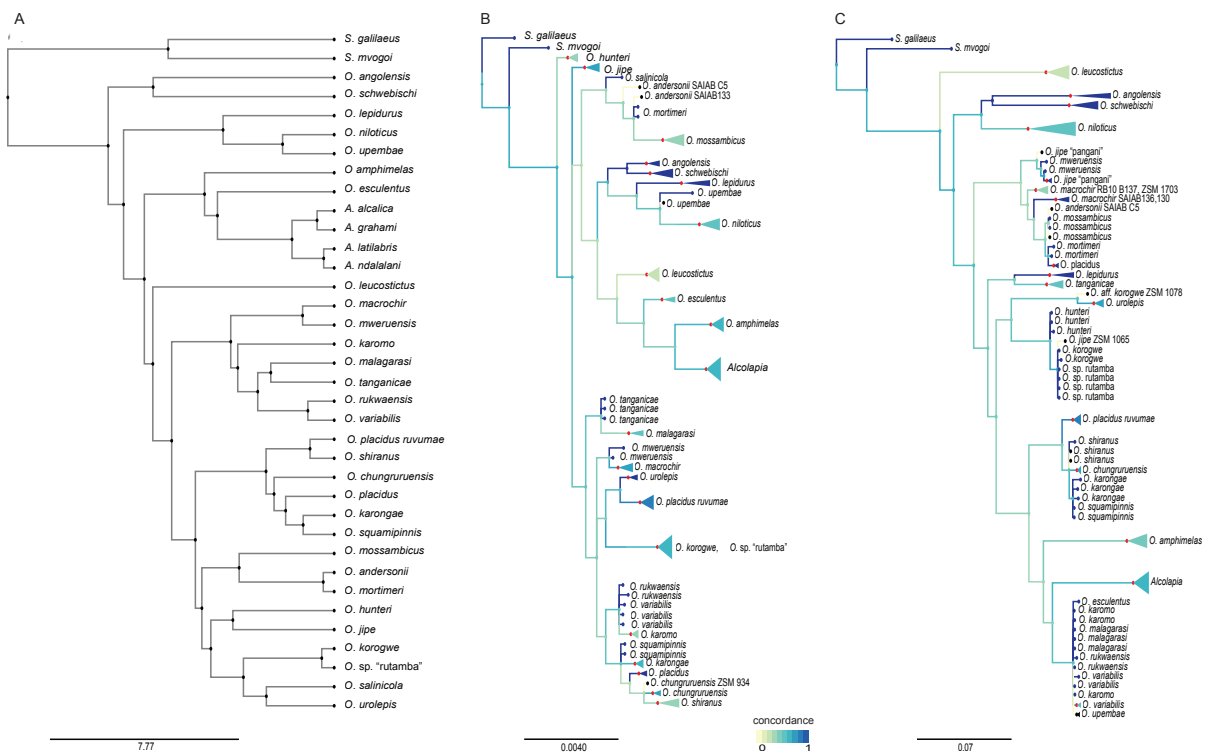 A
S. galilaeus
S. mvogoi
O. angolensis
O. schwebischi
O. lepidurus
O. niloticus
O. upembae
O amphimelas
O. esculentus
A. alcalica
A. grahami
A. latilabris
A. ndalalani
O. leucostictus
O. macrochir
O. mweruensis
O. karomo
O. malagarasi
O. tanganicae
O. rukwaensis
O. variabilis
O. placidus ruvumae
O. shiranus
O. chungruruensis
O. placidus
O. karongae
O. squamipinnis
O. mossambicus
O. andersonii
O. mortimeri
O. hunteri
O. jipe
O. korogwe
O. sp. “rutamba”
O. salinicola
O. urolepis
7.77
B
S. galilaeus
S. mvogoi
O. hunteri
O. jipe
O. salinicola
O. andersonii SAIAB C5
O. andersonii SAIAB133
O. mortimeri
O. mossambicus
O. angolensis
O. schwebischi
O. lepidurus
O. upembae
O. upembae
O. niloticus
O. leucostictus
O. esculentus
O. amphimelas
Alcolapia
O. tanganicae
O. tanganicae
O. tanganicae
O. malagarasi
O. mweruensis
O. mweruensis
O. macrochir
O. urolepis
O. placidus ruvumae
O. korogwe, O. sp. “rutamba”
O. rukwaensis
O. rukwaensis
O. variabilis
O. variabilis
O. variabilis
O. karomo
O. squamipinnis
O. squamipinnis
O. karongae
O. placidus
O. chungruruensis ZSM 934
O. chungruruensis
O. shiranus
0.0040
concordance
0 1
C
S. galilaeus
S. mvogoi
O. leucostictus
O. angolensis
O. schwebischi
O. niloticus
O. jipe “pangani”
O. mweruensis
O. mweruensis
O. jipe “pangani”
O. macrochir RB10 B137, ZSM 1703
O. macrochir SAIAB136,130
O. andersonii SAIAB C5
O. mossambicus
O. mossambicus
O. mossambicus
O. mortimeri
O. mortimeri
O. placidus
O. lepidurus
O. tanganicae
O. aff. korogwe ZSM 1078
O. urolepis
O. hunteri
O. hunteri
O. hunteri
O. jipe ZSM 1065
O. korogwe
O.korogwe
O. sp. rutamba
O. sp. rutamba
O. sp. rutamba
O. sp. rutamba
O. placidus ruvumae
O. shiranus
O. shiranus
O. shiranus
O. chungruruensis
O. karongae
O. karongae
O. karongae
O. squamipinnis
O. squamipinnis
O. amphimelas
Alcolapia
O. esculentus
O. karomo
O. karomo
O. malagarasi
O. malagarasi
O. malagarasi
O. rukwaensis
O. rukwaensis
O. variabilis
O. variabilis
O. karomo
O. variabilis
O. upembae
0.07